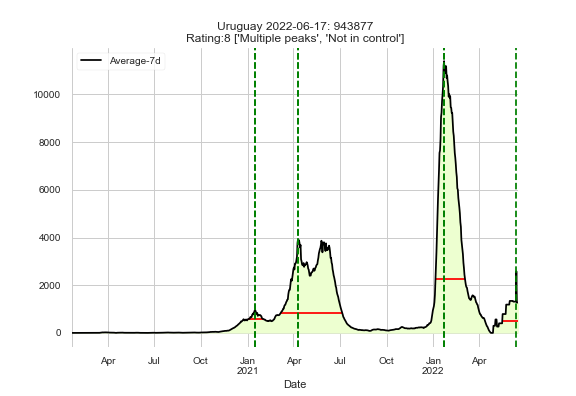 Uruguay 2022-06-17: 943877
Rating:8 ['Multiple peaks', 'Not in control']
Average-7d
10000
8000
6000
4000
2000
0
Apr Jul Oct Jan Apr Jul Oct Jan Apr
2021 2022
Date